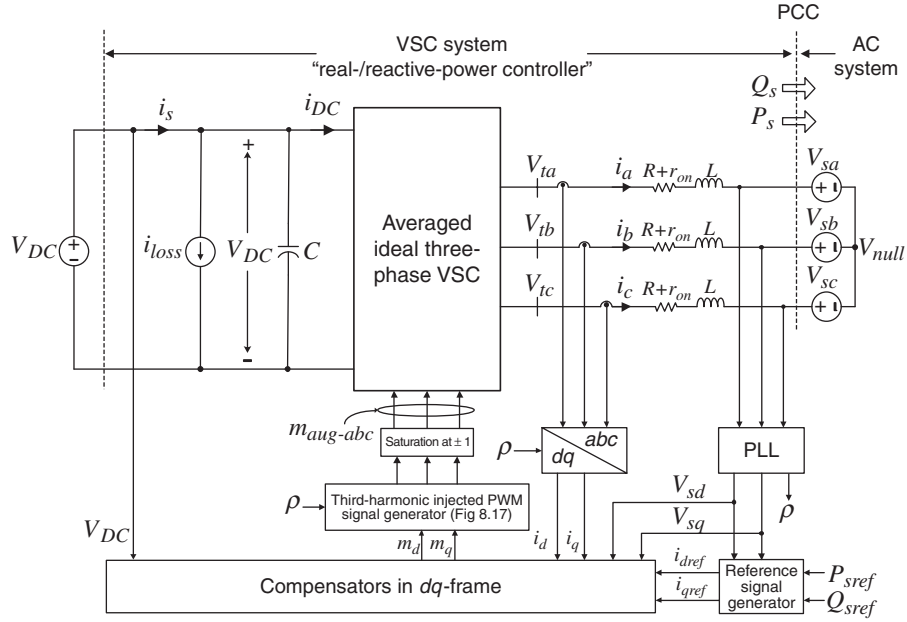 PCC
VSC system
"real-/reactive-power controller"
AC
system
Q_s
P_s
i_s
i_DC
V_ta
i_a
R+r_on
L
V_sa
+
V_DC
+
−
i_loss
+
V_DC
−
C
Averaged
ideal three-
phase VSC
V_tb
i_b
R+r_on
L
V_sb
+
V_null
V_tc
i_c
R+r_on
L
V_sc
+
m_aug-abc
Saturation at ± 1
ρ
Third-harmonic injected PWM
signal generator (Fig 8.17)
ρ
abc
dq
PLL
ρ
V_sd
V_sq
V_DC
m_d
m_q
i_d
i_q
i_dref
i_qref
Compensators in dq-frame
Reference
signal
generator
P_sref
Q_sref